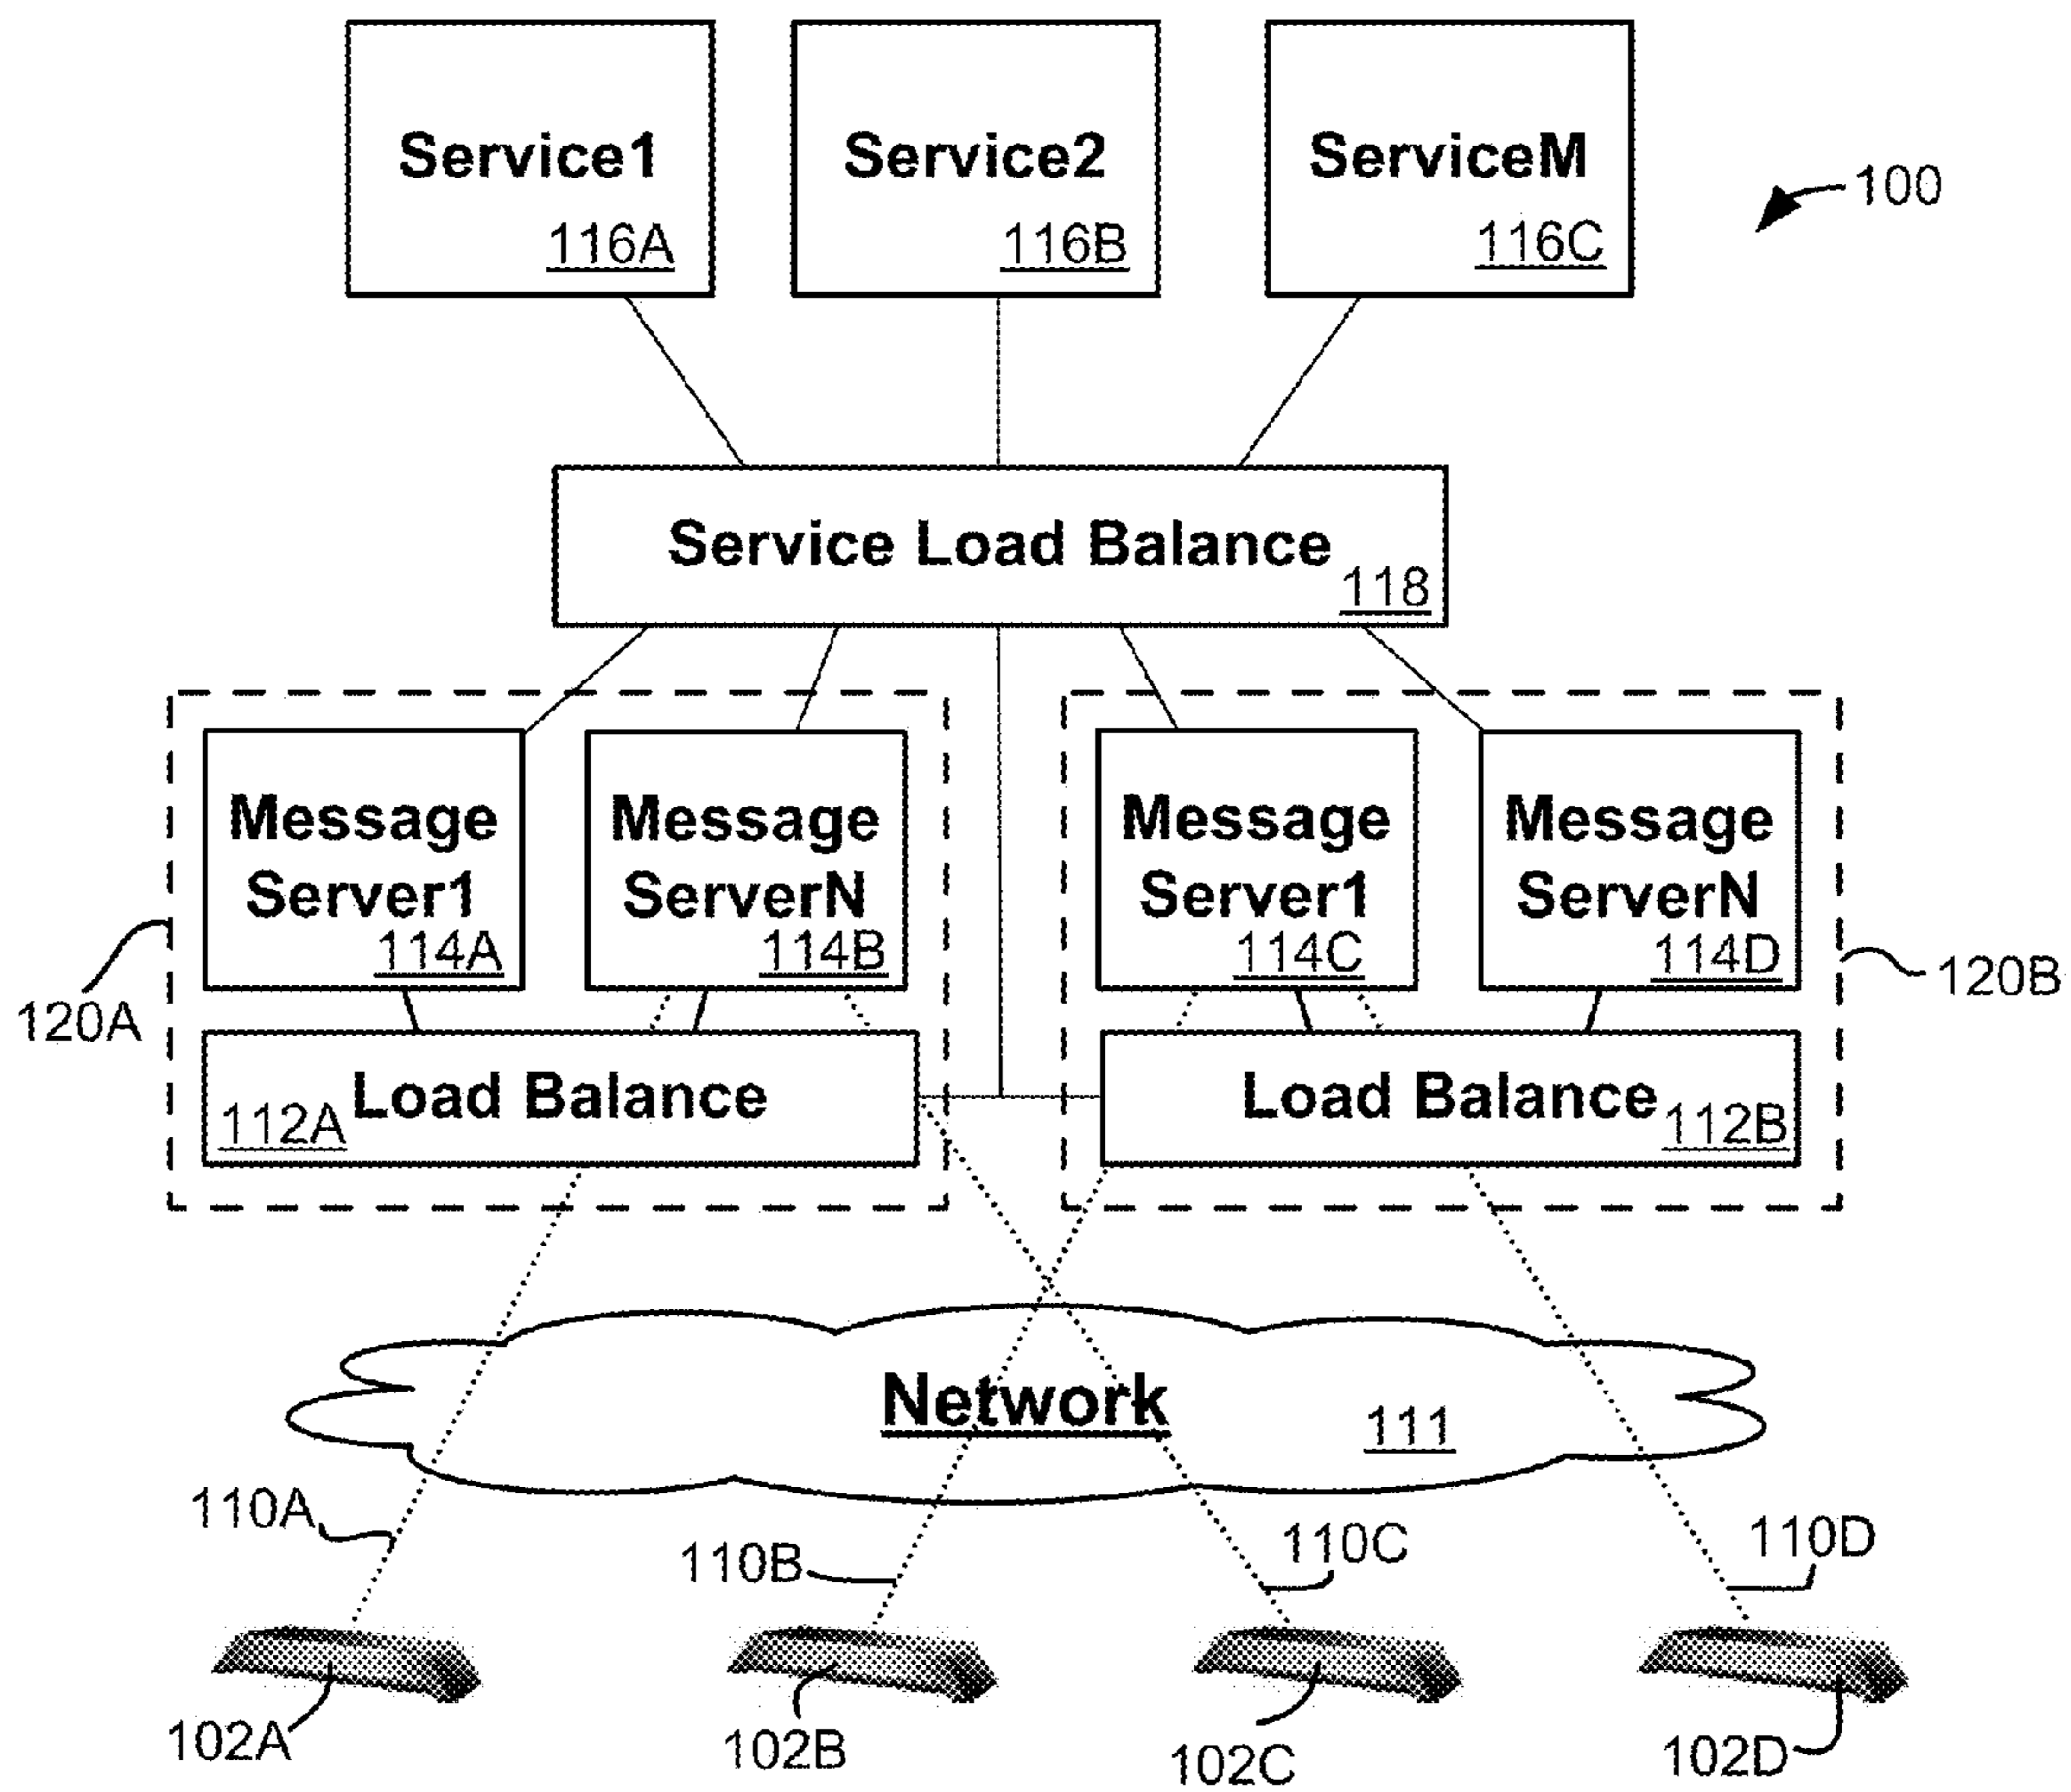 Service1
116A
Service2
116B
ServiceM
116C
100
Service Load Balance
118
Message
Server1
114A
Message
ServerN
114B
Message
Server1
114C
Message
ServerN
114D
120A
120B
Load Balance
112A
Load Balance
112B
Network
111
110A
110B
110C
110D
102A
102B
102C
102D